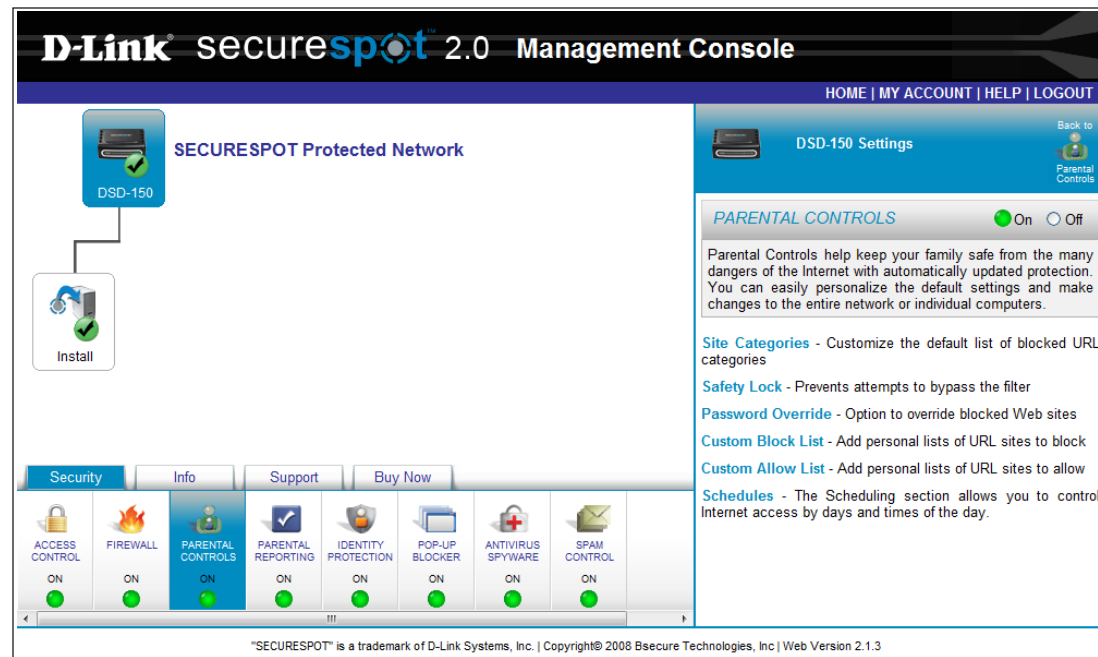 D-Link® securespot™ 2.0 Management Console
HOME | MY ACCOUNT | HELP | LOGOUT
DSD-150
SECURESPOT Protected Network
Install
DSD-150 Settings
Back to
Parental
Controls
PARENTAL CONTROLS
On
Off
Parental Controls help keep your family safe from the many
dangers of the Internet with automatically updated protection.
You can easily personalize the default settings and make
changes to the entire network or individual computers.
Site Categories - Customize the default list of blocked URL
categories
Safety Lock - Prevents attempts to bypass the filter
Password Override - Option to override blocked Web sites
Custom Block List - Add personal lists of URL sites to block
Custom Allow List - Add personal lists of URL sites to allow
Schedules - The Scheduling section allows you to control
Internet access by days and times of the day.
Security
Info
Support
Buy Now
ACCESS
CONTROL
ON
FIREWALL
ON
PARENTAL
CONTROLS
ON
PARENTAL
REPORTING
ON
IDENTITY
PROTECTION
ON
POP-UP
BLOCKER
ON
ANTIVIRUS
SPYWARE
ON
SPAM
CONTROL
ON
"SECURESPOT" is a trademark of D-Link Systems, Inc. | Copyright© 2008 Bsecure Technologies, Inc | Web Version 2.1.3